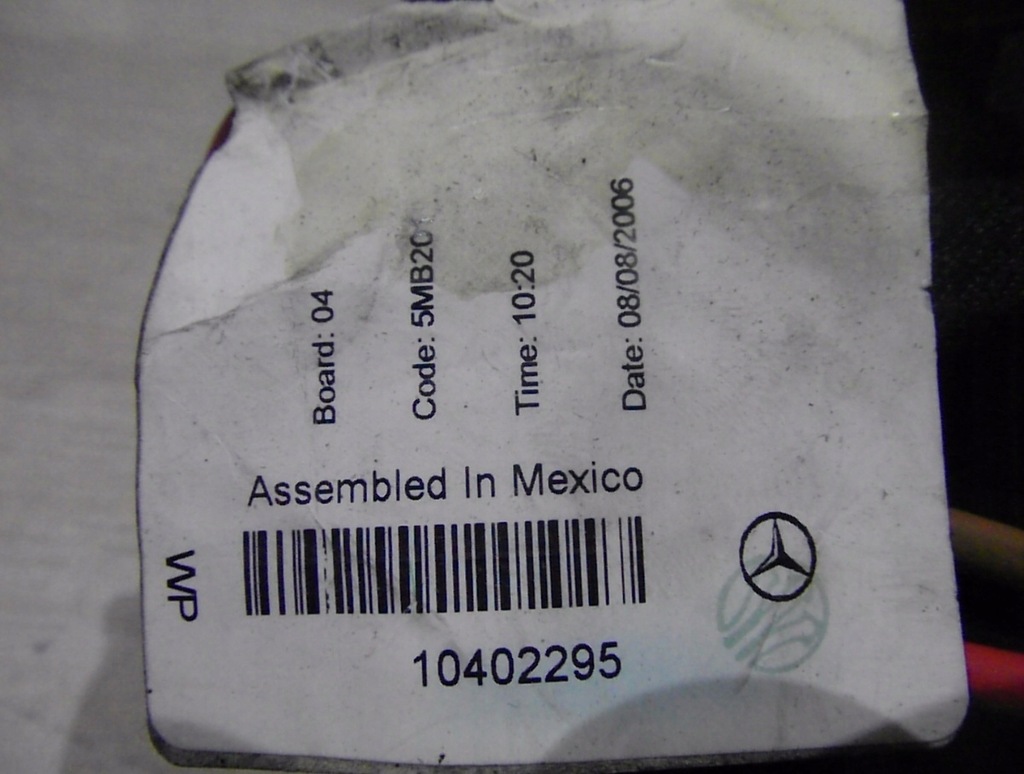 Board: 04
Code: 5MB20
Time: 10:20
Date: 08/08/2006
Assembled In Mexico
WP
10402295